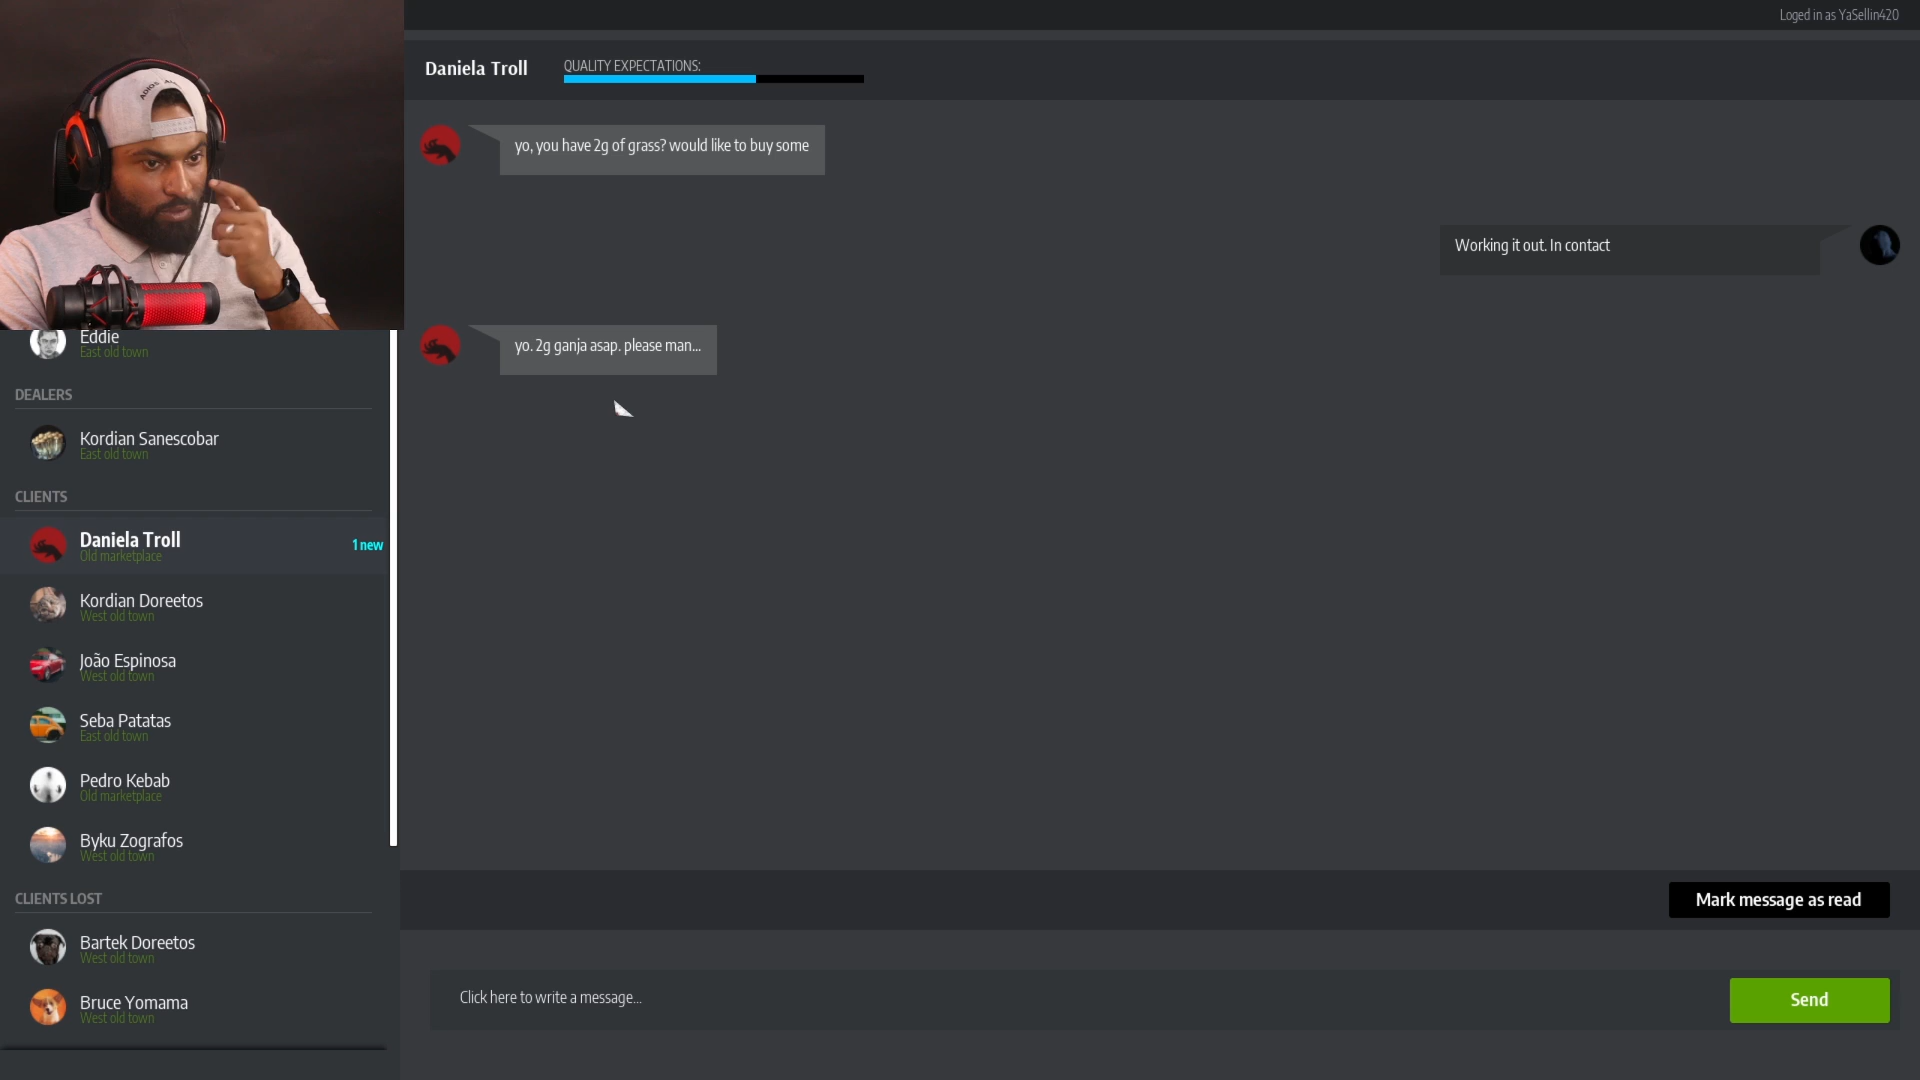 Loged in as YaSellin420
Daniela Troll
QUALITY EXPECTATIONS:
yo, you have 2g of grass? would like to buy some
Working it out. In contact
yo. 2g ganja asap. please man...
Eddie
East old town
DEALERS
Kordian Sanescobar
East old town
CLIENTS
Daniela Troll
Old marketplace
1 new
Kordian Doreetos
West old town
João Espinosa
West old town
Seba Patatas
East old town
Pedro Kebab
Old marketplace
Byku Zografos
West old town
CLIENTS LOST
Bartek Doreetos
West old town
Bruce Yomama
West old town
Mark message as read
Click here to write a message...
Send